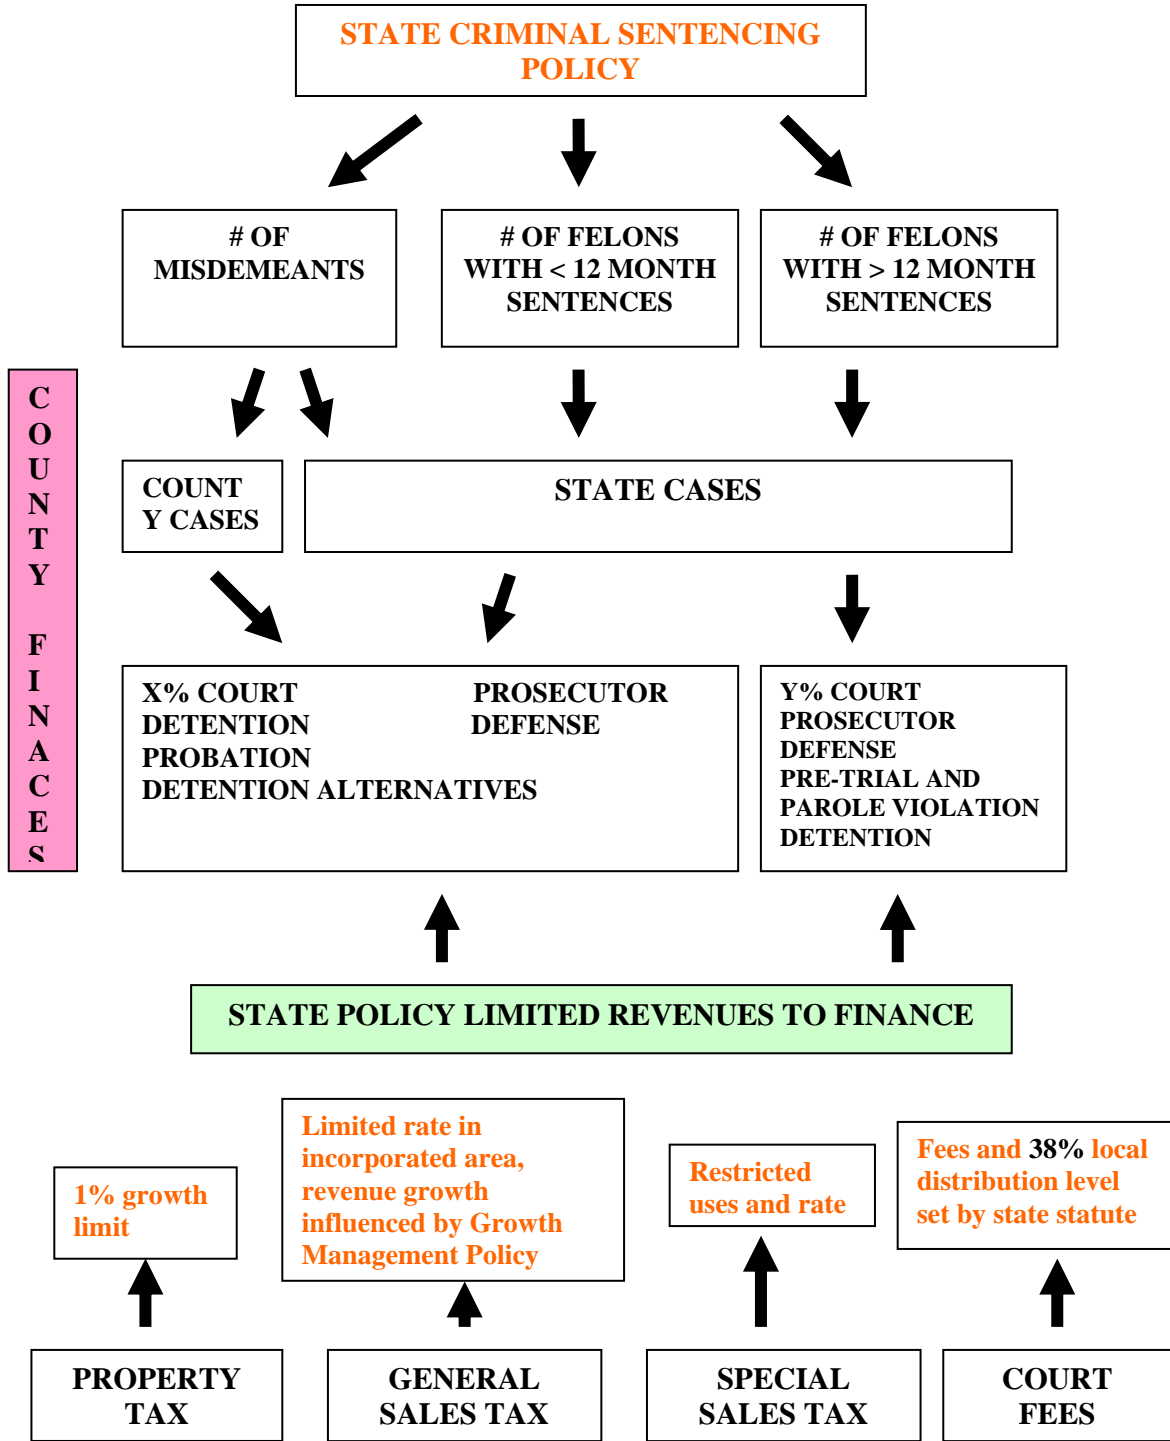 STATE CRIMINAL SENTENCING
POLICY
# OF
MISDEMEANTS
# OF FELONS
WITH < 12 MONTH
SENTENCES
# OF FELONS
WITH > 12 MONTH
SENTENCES
C
O
U
N
T
Y
F
I
N
A
C
E
S
COUNT
Y CASES
STATE CASES
X% COURT PROSECUTOR
DETENTION DEFENSE
PROBATION
DETENTION ALTERNATIVES
Y% COURT
PROSECUTOR
DEFENSE
PRE-TRIAL AND
PAROLE VIOLATION
DETENTION
STATE POLICY LIMITED REVENUES TO FINANCE
1% growth
limit
Limited rate in
incorporated area,
revenue growth
influenced by Growth
Management Policy
Restricted
uses and rate
Fees and 38% local
distribution level
set by state statute
PROPERTY
TAX
GENERAL
SALES TAX
SPECIAL
SALES TAX
COURT
FEES